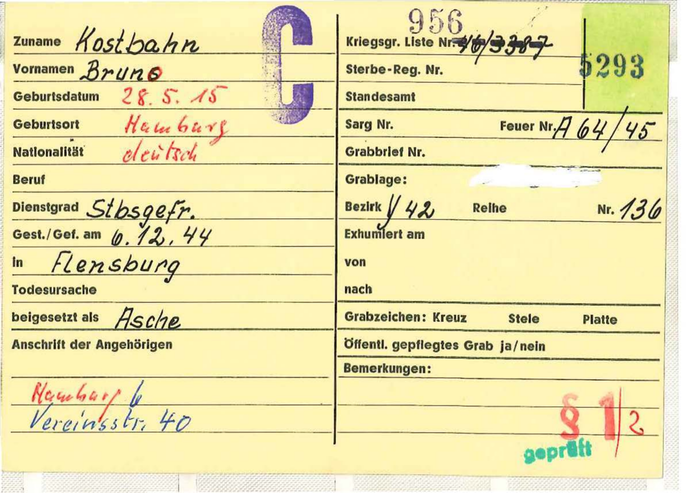 Zuname Kostbahn
Vornamen Bruno
Geburtsdatum 28. 5. 15
Geburtsort Hamburg
Nationalität deutsch
Beruf
Dienstgrad Stbsgefr.
Gest./Gef. am 6. 12. 44
In Flensburg
Todesursache
beigesetzt als Asche
Anschrift der Angehörigen
Hamburg 6
Vereinsstr. 40
C
956
Kriegsgr. Liste Nr. 46/3387
5293
Sterbe-Reg. Nr.
Standesamt
Sarg Nr. Feuer Nr. A 64/45
Grabbrief Nr.
Grablage:
Bezirk Y 42 Reihe Nr. 136
Exhumiert am
von
nach
Grabzeichen: Kreuz Stele Platte
Öffentl. gepflegtes Grab ja/nein
Bemerkungen:
§ 1/2
geprüft